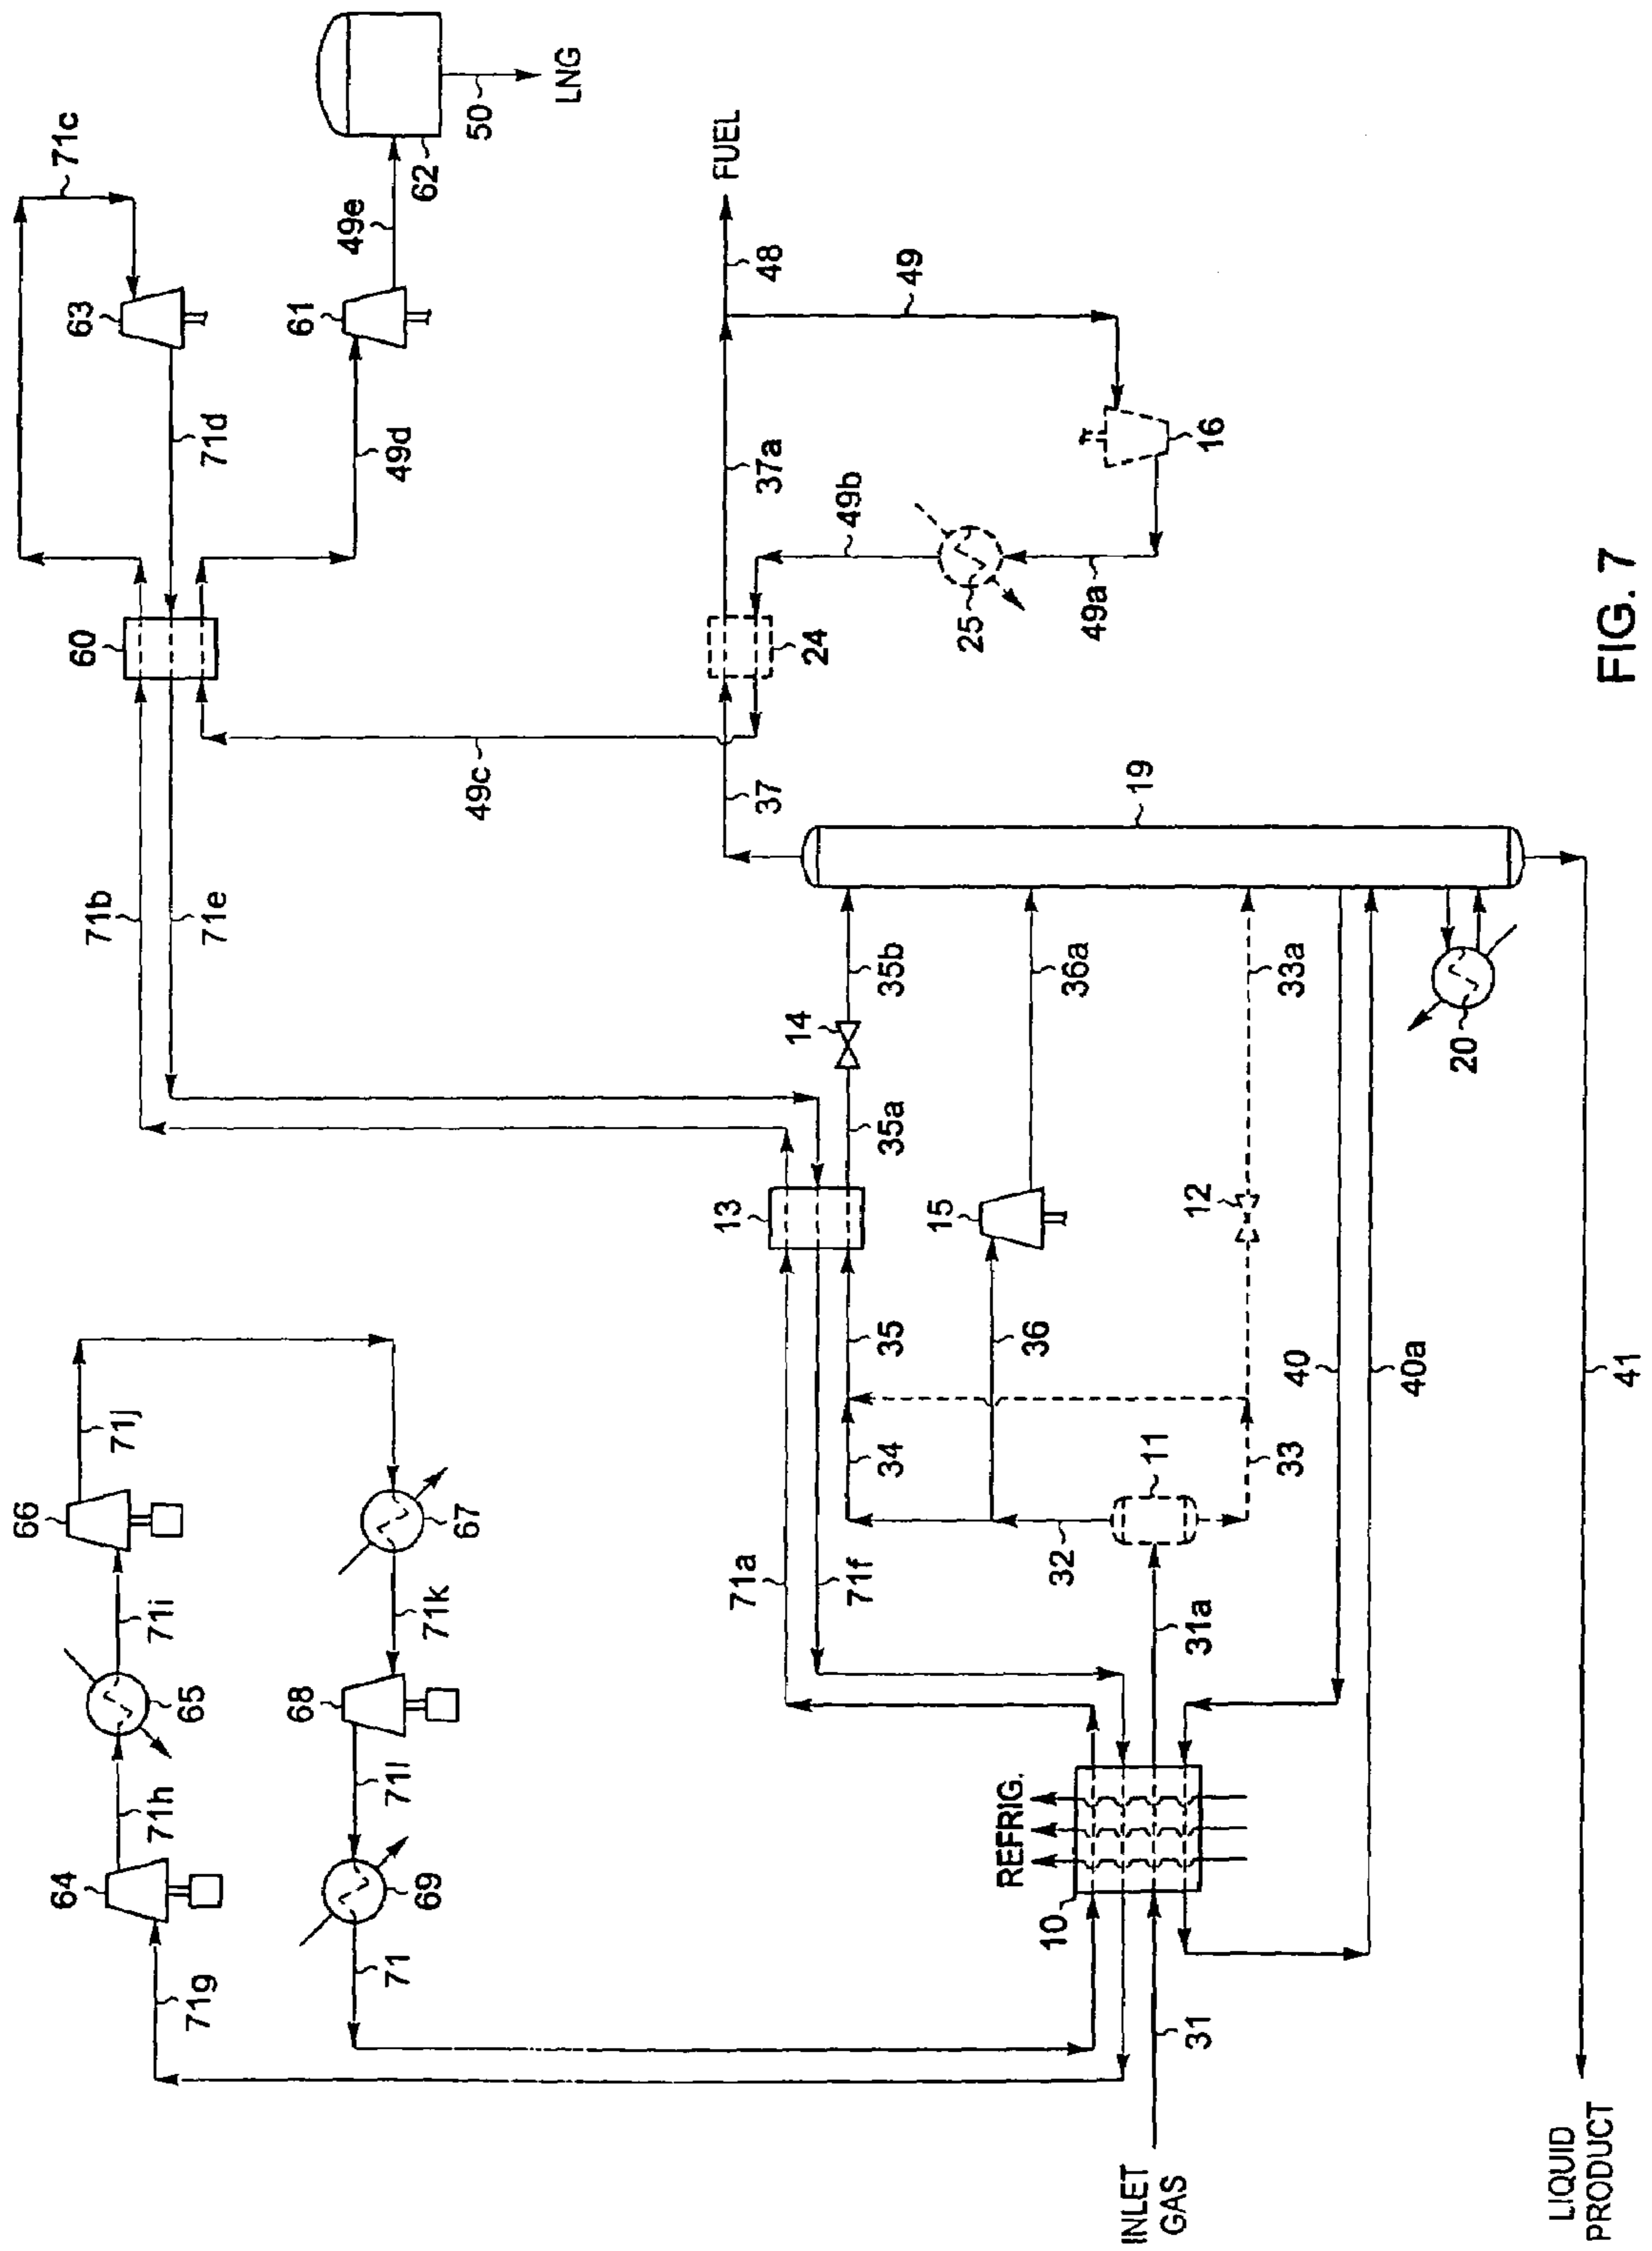 64
66
60
63
71c
71h
71i
71j
71b
71g
65
71e
71d
68
61
49e
62
71
69
71l
71k
67
49d
49c
50
LNG
71a
13
FUEL
37
37a
48
14
24
49b
71f
34
35
35a
35b
49
15
25
REFRIG.
10
32
36
36a
49a
INLET
GAS
11
19
31
31a
12
16
33
33a
40
40a
20
LIQUID
PRODUCT
41
FIG. 7